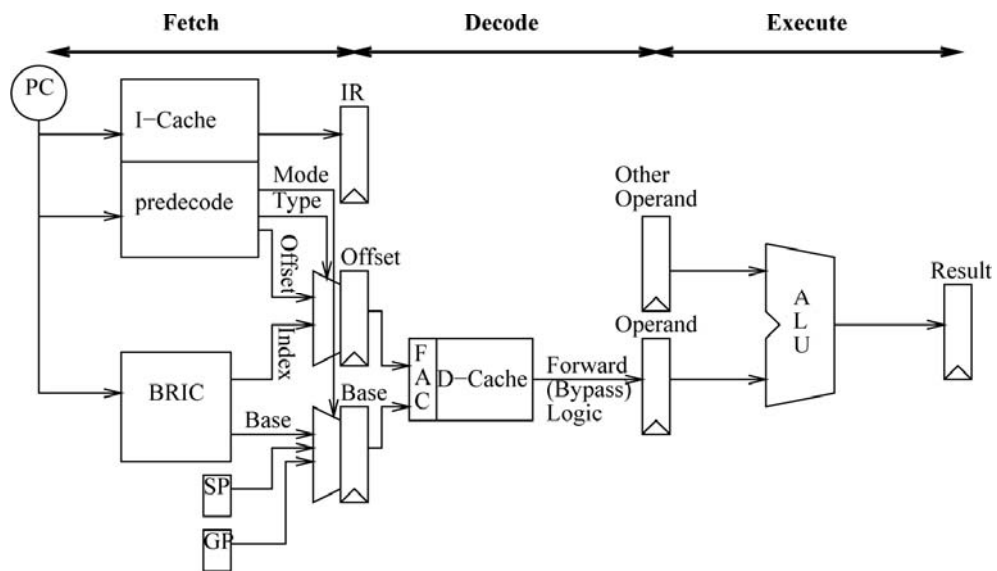 Fetch
Decode
Execute
PC
I-Cache
IR
predecode
Mode
Type
Offset
Index
Offset
BRIC
Base
Base
SP
GP
F
A
C
D-Cache
Forward
(Bypass)
Logic
Other
Operand
Operand
A
L
U
Result